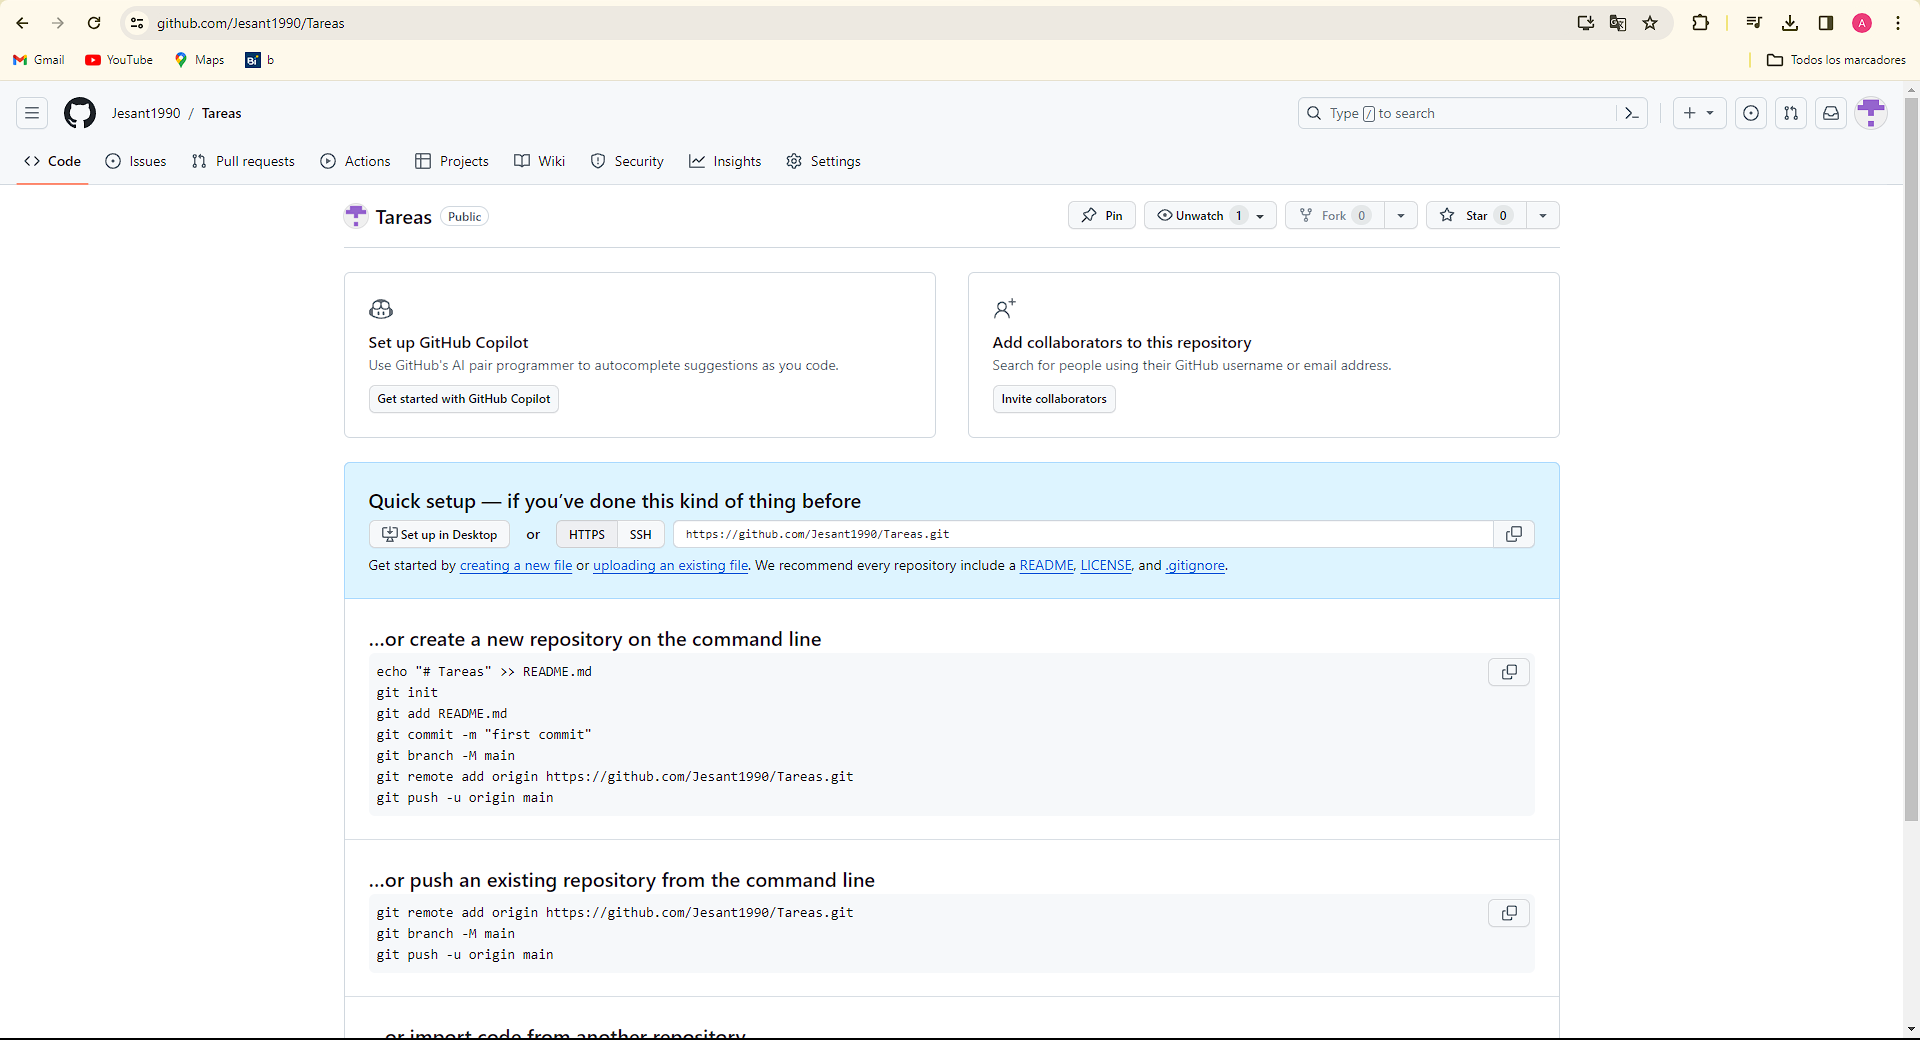 github.com/Jesant1990/Tareas
A
Gmail YouTube Maps Bi b Todos los marcadores
Jesant1990 / Tareas Type / to search
Code Issues Pull requests Actions Projects Wiki Security Insights Settings
Tareas Public Pin Unwatch 1 Fork 0 Star 0
Set up GitHub Copilot
Use GitHub's AI pair programmer to autocomplete suggestions as you code.
Get started with GitHub Copilot
Add collaborators to this repository
Search for people using their GitHub username or email address.
Invite collaborators
Quick setup — if you’ve done this kind of thing before
Set up in Desktop or HTTPS SSH https://github.com/Jesant1990/Tareas.git
Get started by creating a new file or uploading an existing file. We recommend every repository include a README, LICENSE, and .gitignore.
…or create a new repository on the command line
echo "# Tareas" >> README.md
git init
git add README.md
git commit -m "first commit"
git branch -M main
git remote add origin https://github.com/Jesant1990/Tareas.git
git push -u origin main
…or push an existing repository from the command line
git remote add origin https://github.com/Jesant1990/Tareas.git
git branch -M main
git push -u origin main
…or import code from another repository